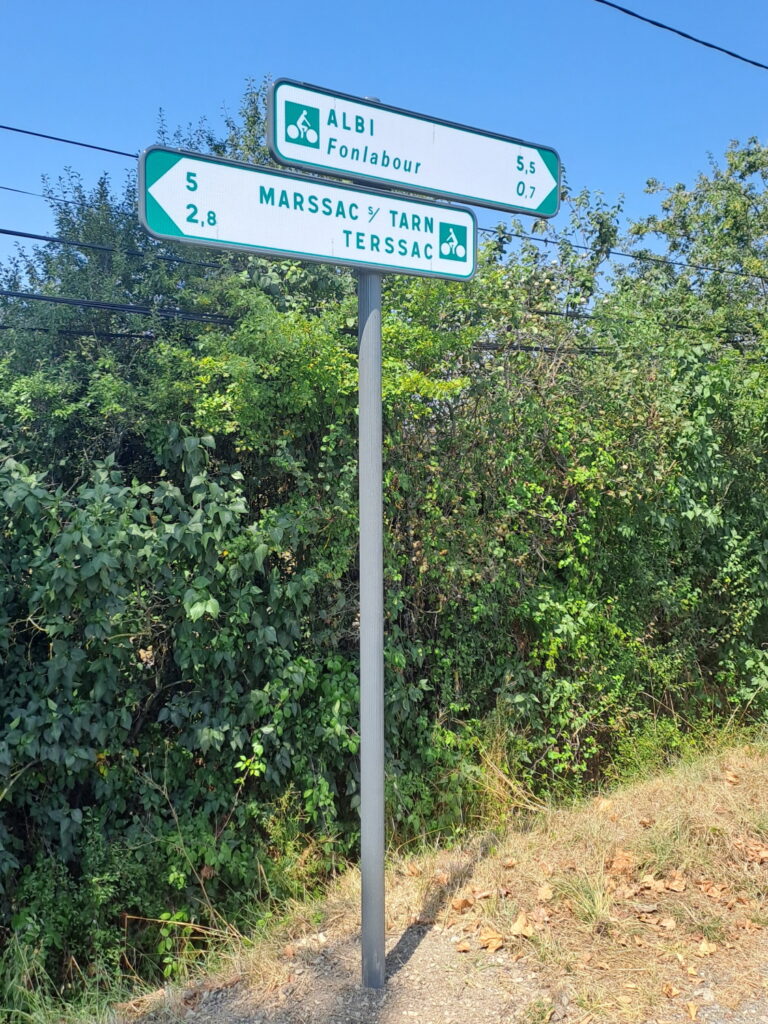 ALBI 5,5
Fonlabour 0,7
5 MARSSAC s/ TARN
2,8 TERSSAC